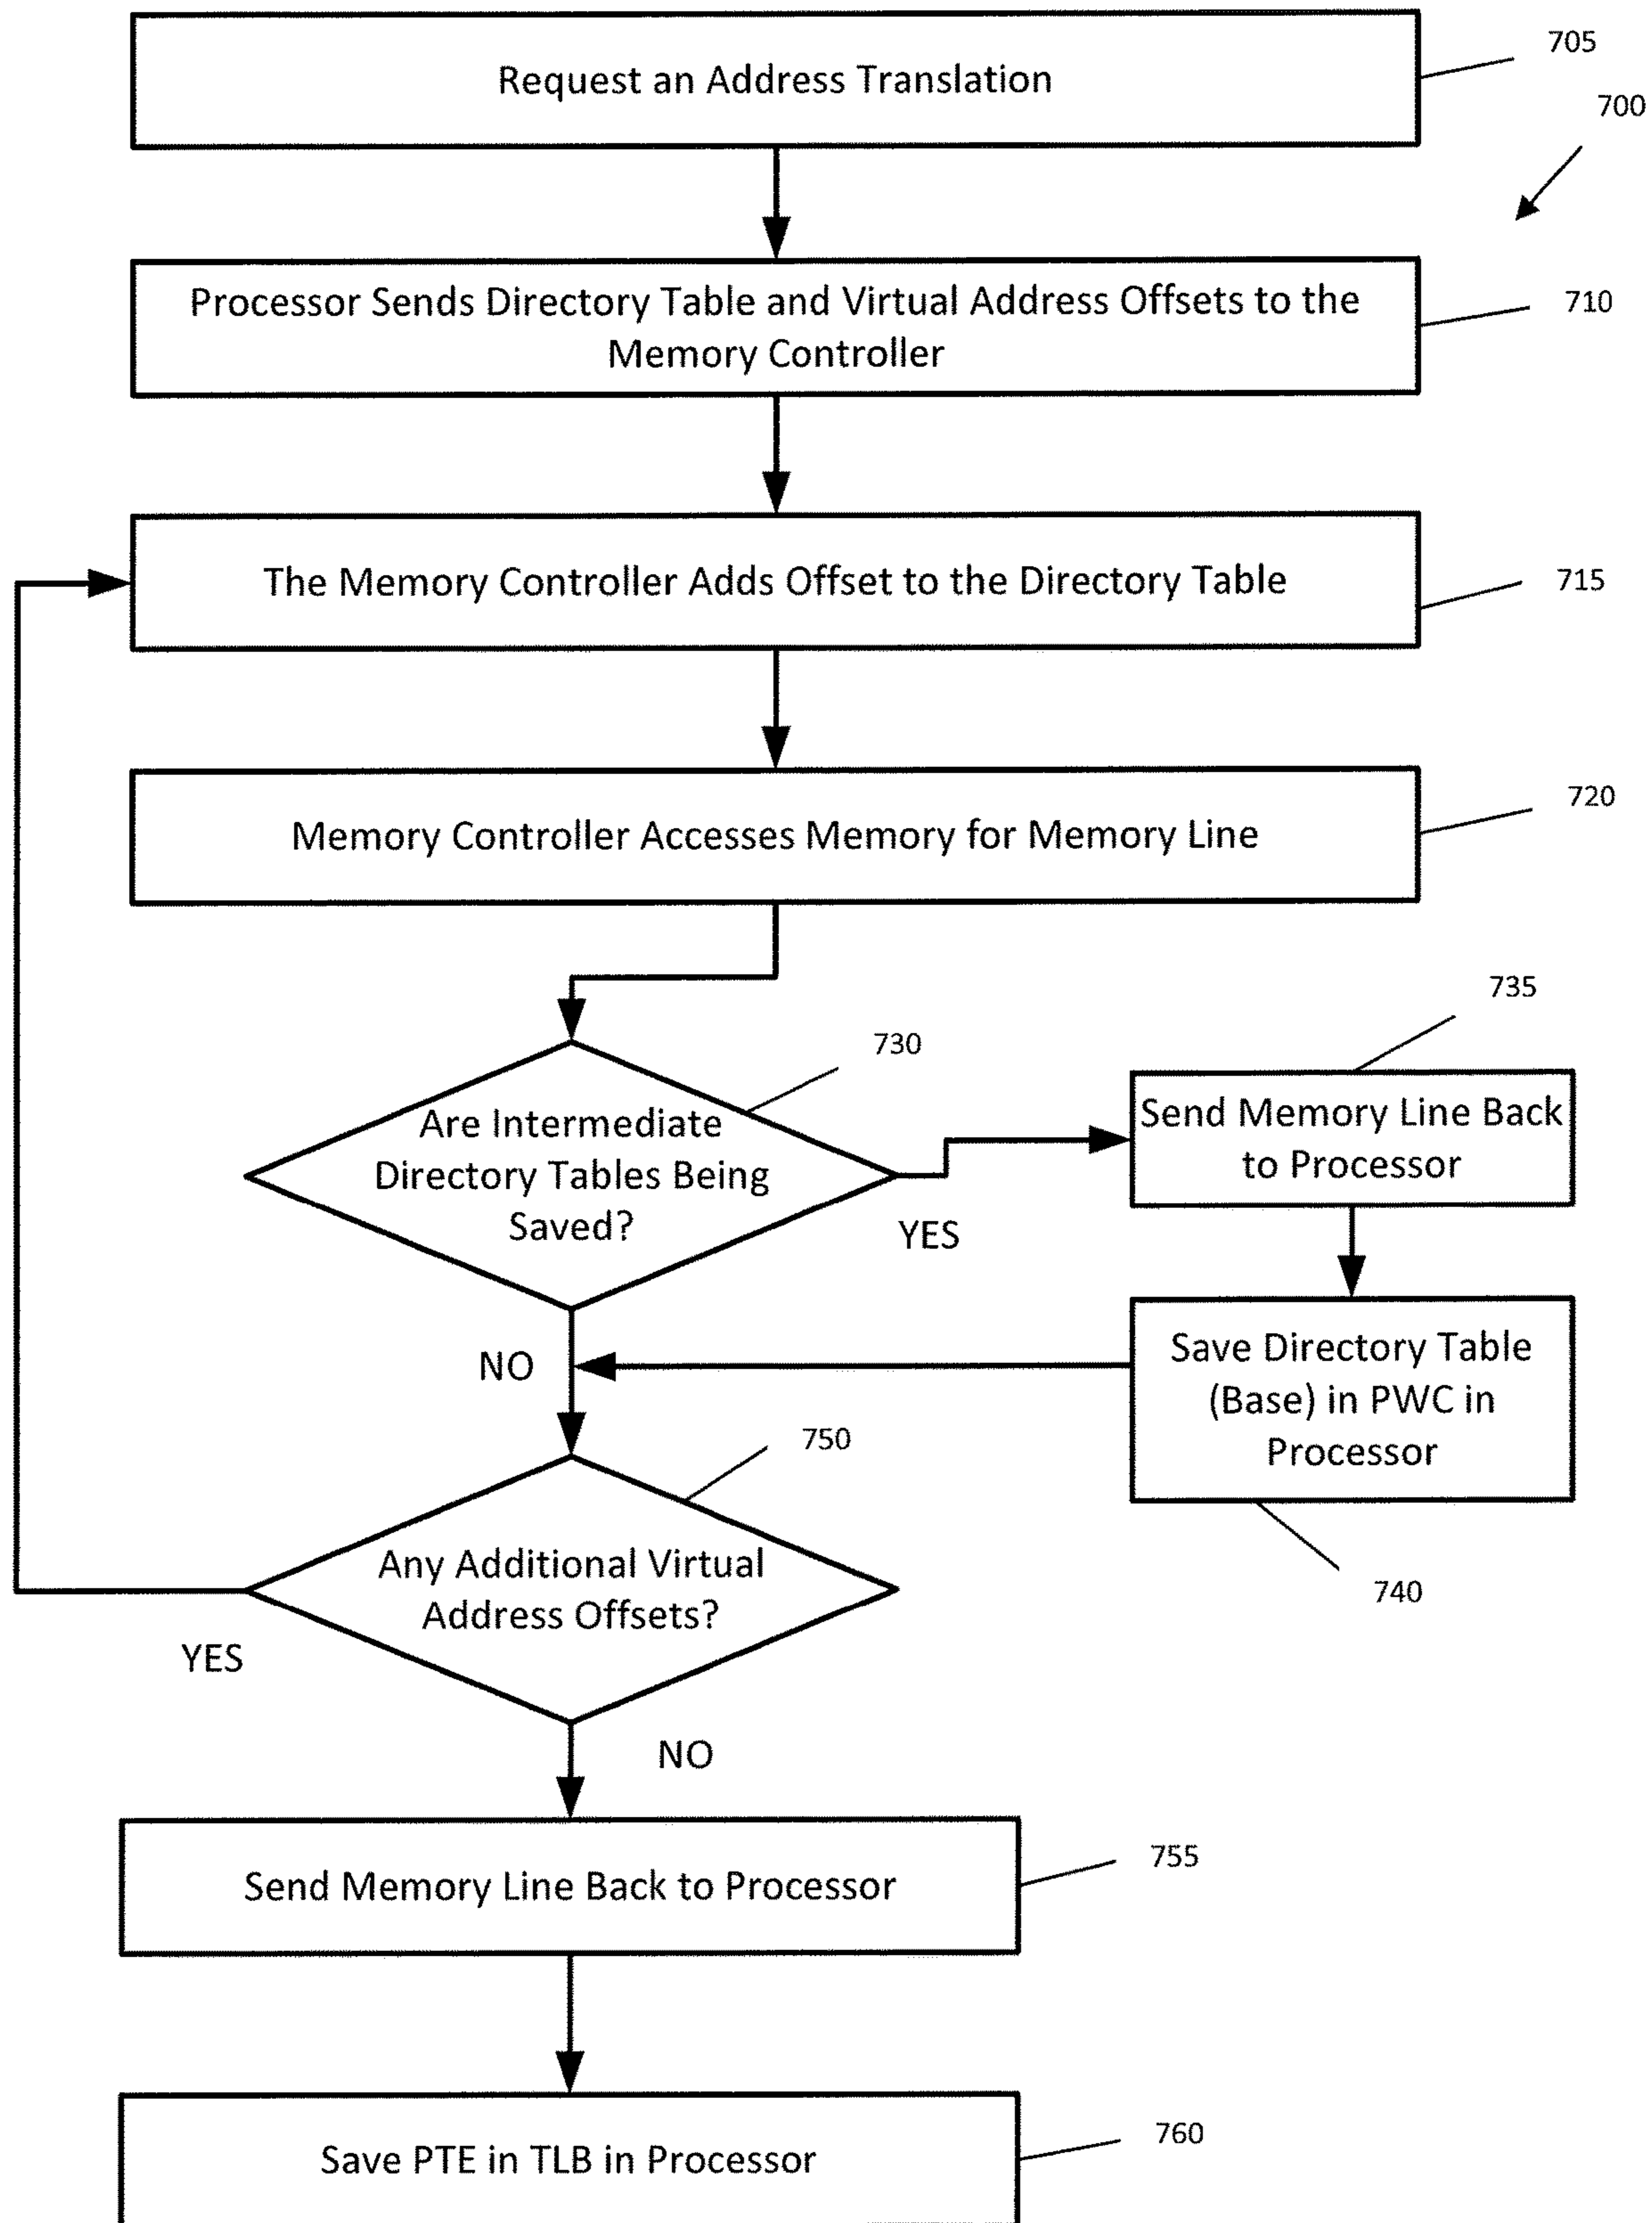 Request an Address Translation
705
700
Processor Sends Directory Table and Virtual Address Offsets to the
Memory Controller
710
The Memory Controller Adds Offset to the Directory Table
715
Memory Controller Accesses Memory for Memory Line
720
730
735
Are Intermediate
Directory Tables Being
Saved?
YES
Send Memory Line Back
to Processor
NO
Save Directory Table
(Base) in PWC in
Processor
740
750
Any Additional Virtual
Address Offsets?
YES
NO
Send Memory Line Back to Processor
755
Save PTE in TLB in Processor
760